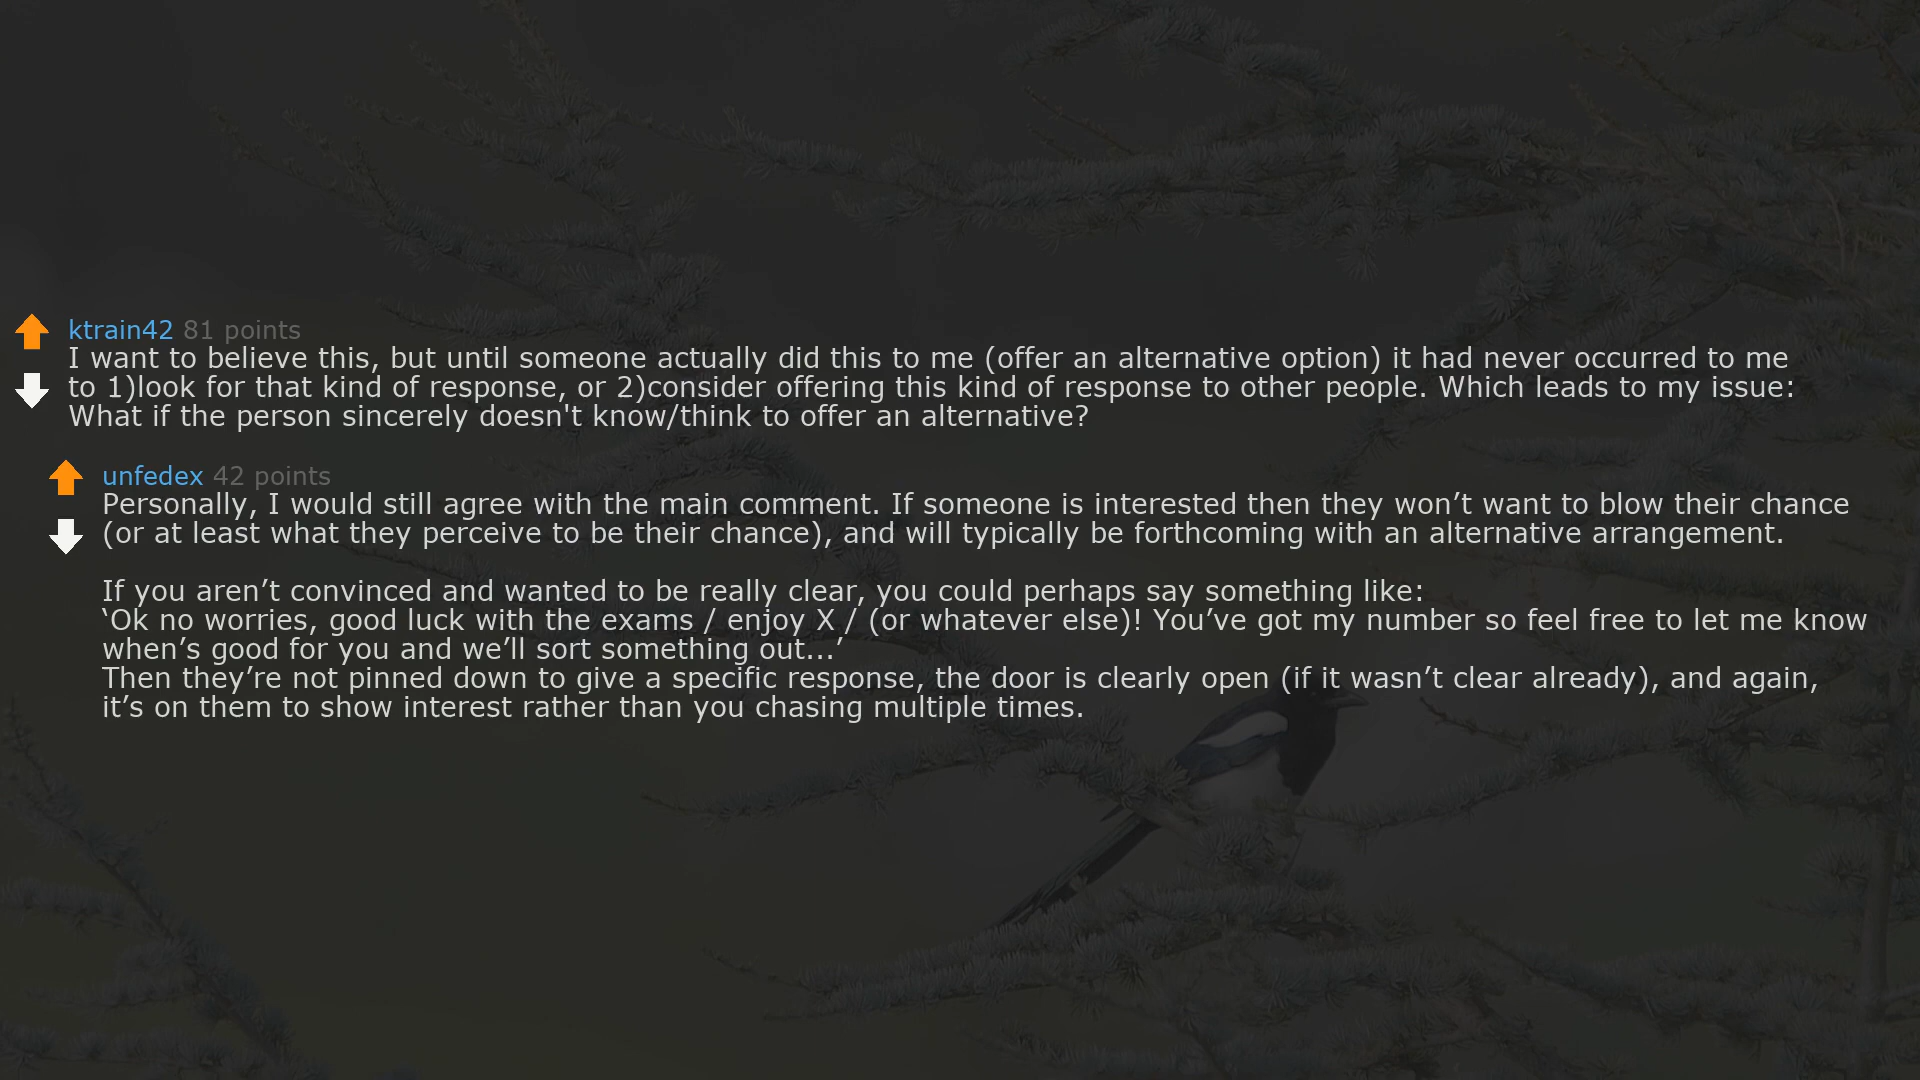 ktrain42 81 points
I want to believe this, but until someone actually did this to me (offer an alternative option) it had never occurred to me
to 1)look for that kind of response, or 2)consider offering this kind of response to other people. Which leads to my issue:
What if the person sincerely doesn't know/think to offer an alternative?
unfedex 42 points
Personally, I would still agree with the main comment. If someone is interested then they won’t want to blow their chance
(or at least what they perceive to be their chance), and will typically be forthcoming with an alternative arrangement.
If you aren’t convinced and wanted to be really clear, you could perhaps say something like:
‘Ok no worries, good luck with the exams / enjoy X / (or whatever else)! You’ve got my number so feel free to let me know
when’s good for you and we’ll sort something out...’
Then they’re not pinned down to give a specific response, the door is clearly open (if it wasn’t clear already), and again,
it’s on them to show interest rather than you chasing multiple times.